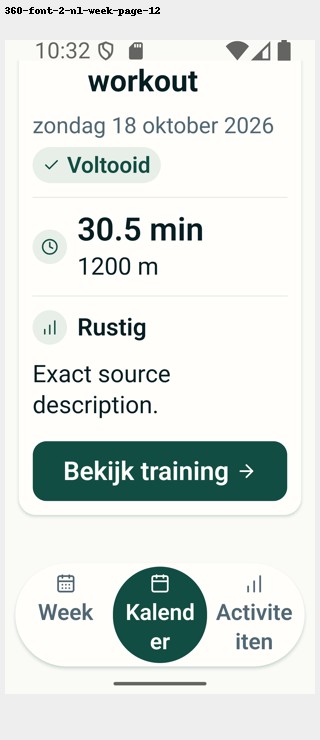 360-font-2-nl-week-page-12
10:32
workout
zondag 18 oktober 2026
Voltooid
30.5 min
1200 m
Rustig
Exact source
description.
Bekijk training →
Week
Kalend
er
Activite
iten